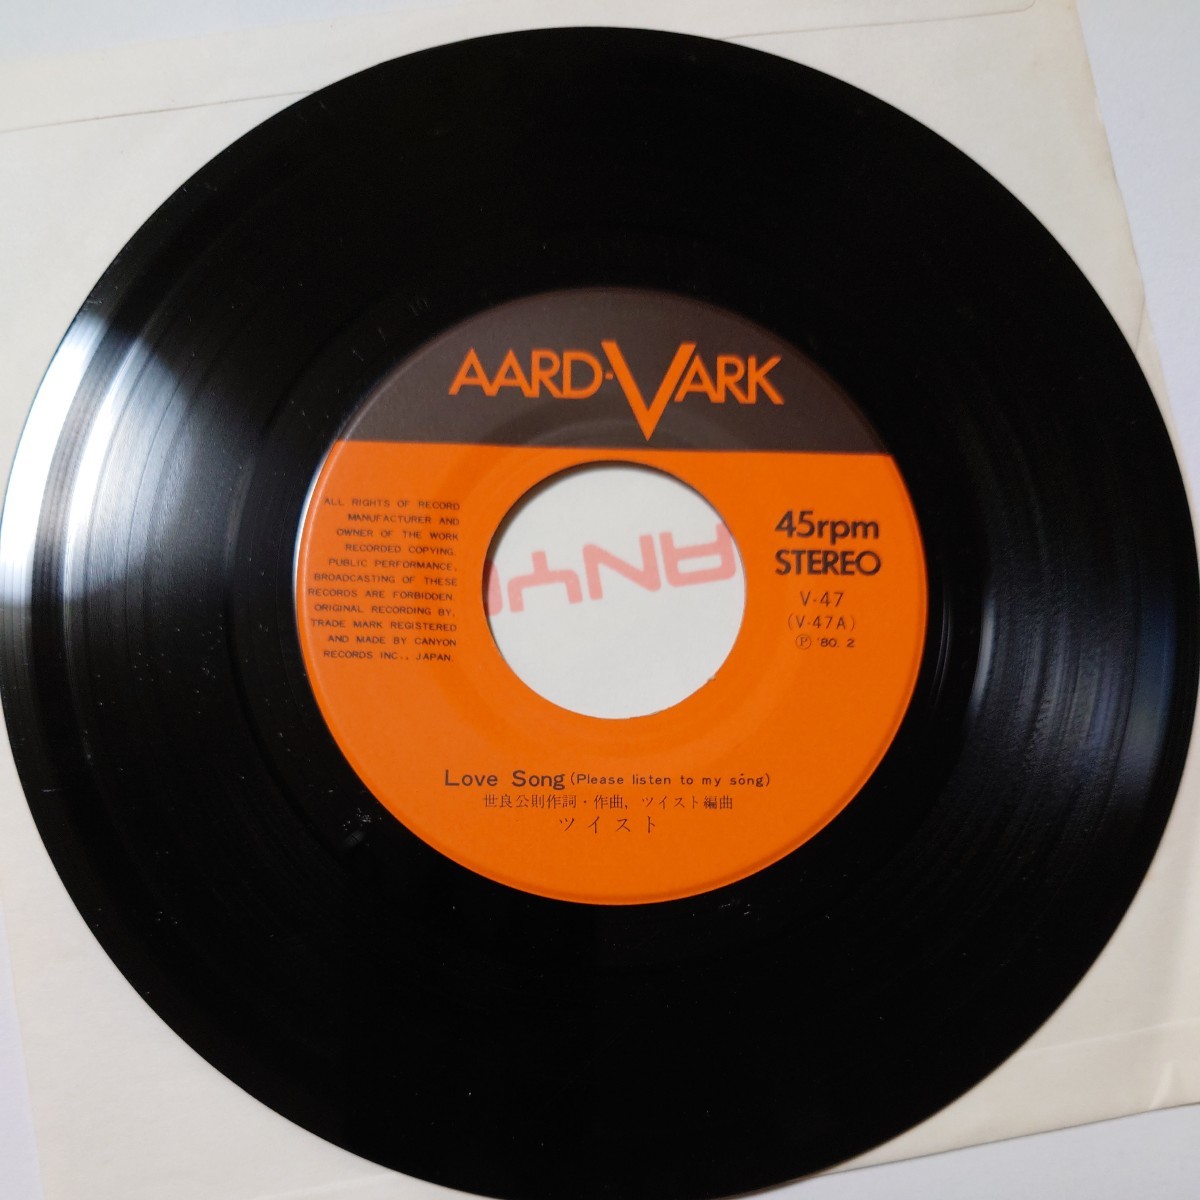 AARD-VARK
ALL RIGHTS OF RECORD
MANUFACTURER AND
OWNER OF THE WORK
RECORDED COPYING,
PUBLIC PERFORMANCE,
BROADCASTING OF THESE
RECORDS ARE FORBIDDEN.
ORIGINAL RECORDING BY,
TRADE MARK REGISTERED
AND MADE BY CANYON
RECORDS INC., JAPAN.
45rpm
STEREO
V-47
(V-47A)
Ⓟ '80. 2
Love Song (Please listen to my song)
世良公則作詞・作曲, ツイスト編曲
ツイスト